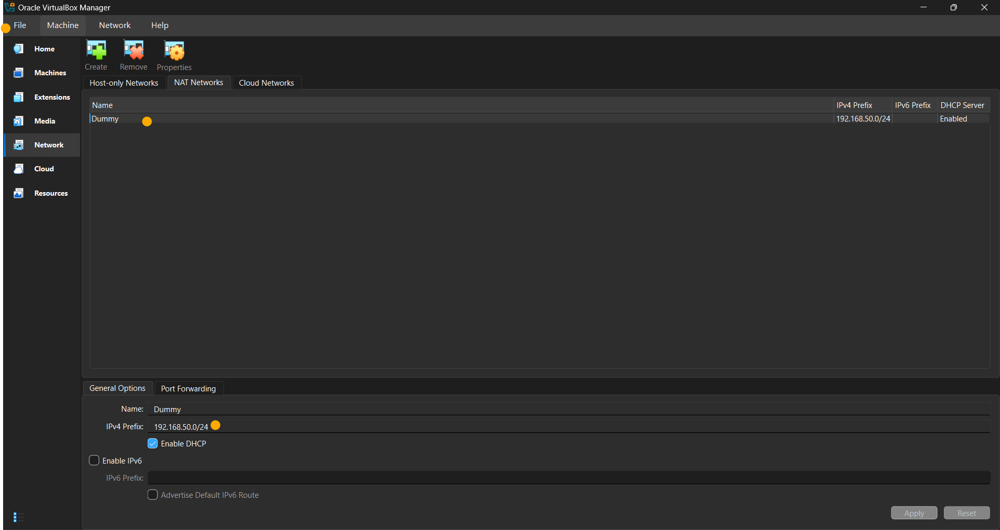 Oracle VirtualBox Manager
File Machine Network Help
Home
Machines
Extensions
Media
Network
Cloud
Resources
Create Remove Properties
Host-only Networks NAT Networks Cloud Networks
Name IPv4 Prefix IPv6 Prefix DHCP Server
Dummy 192.168.50.0/24 Enabled
General Options Port Forwarding
Name: Dummy
IPv4 Prefix: 192.168.50.0/24
Enable DHCP
Enable IPv6
IPv6 Prefix:
Advertise Default IPv6 Route
Apply Reset